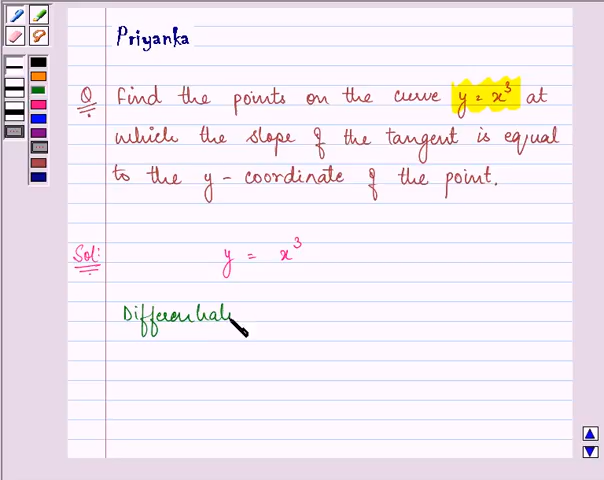 Priyanka
Q Find the points on the curve y = x³ at
which the slope of the tangent is equal
to the y - coordinate of the point.
Sol: y = x³
Differentiat